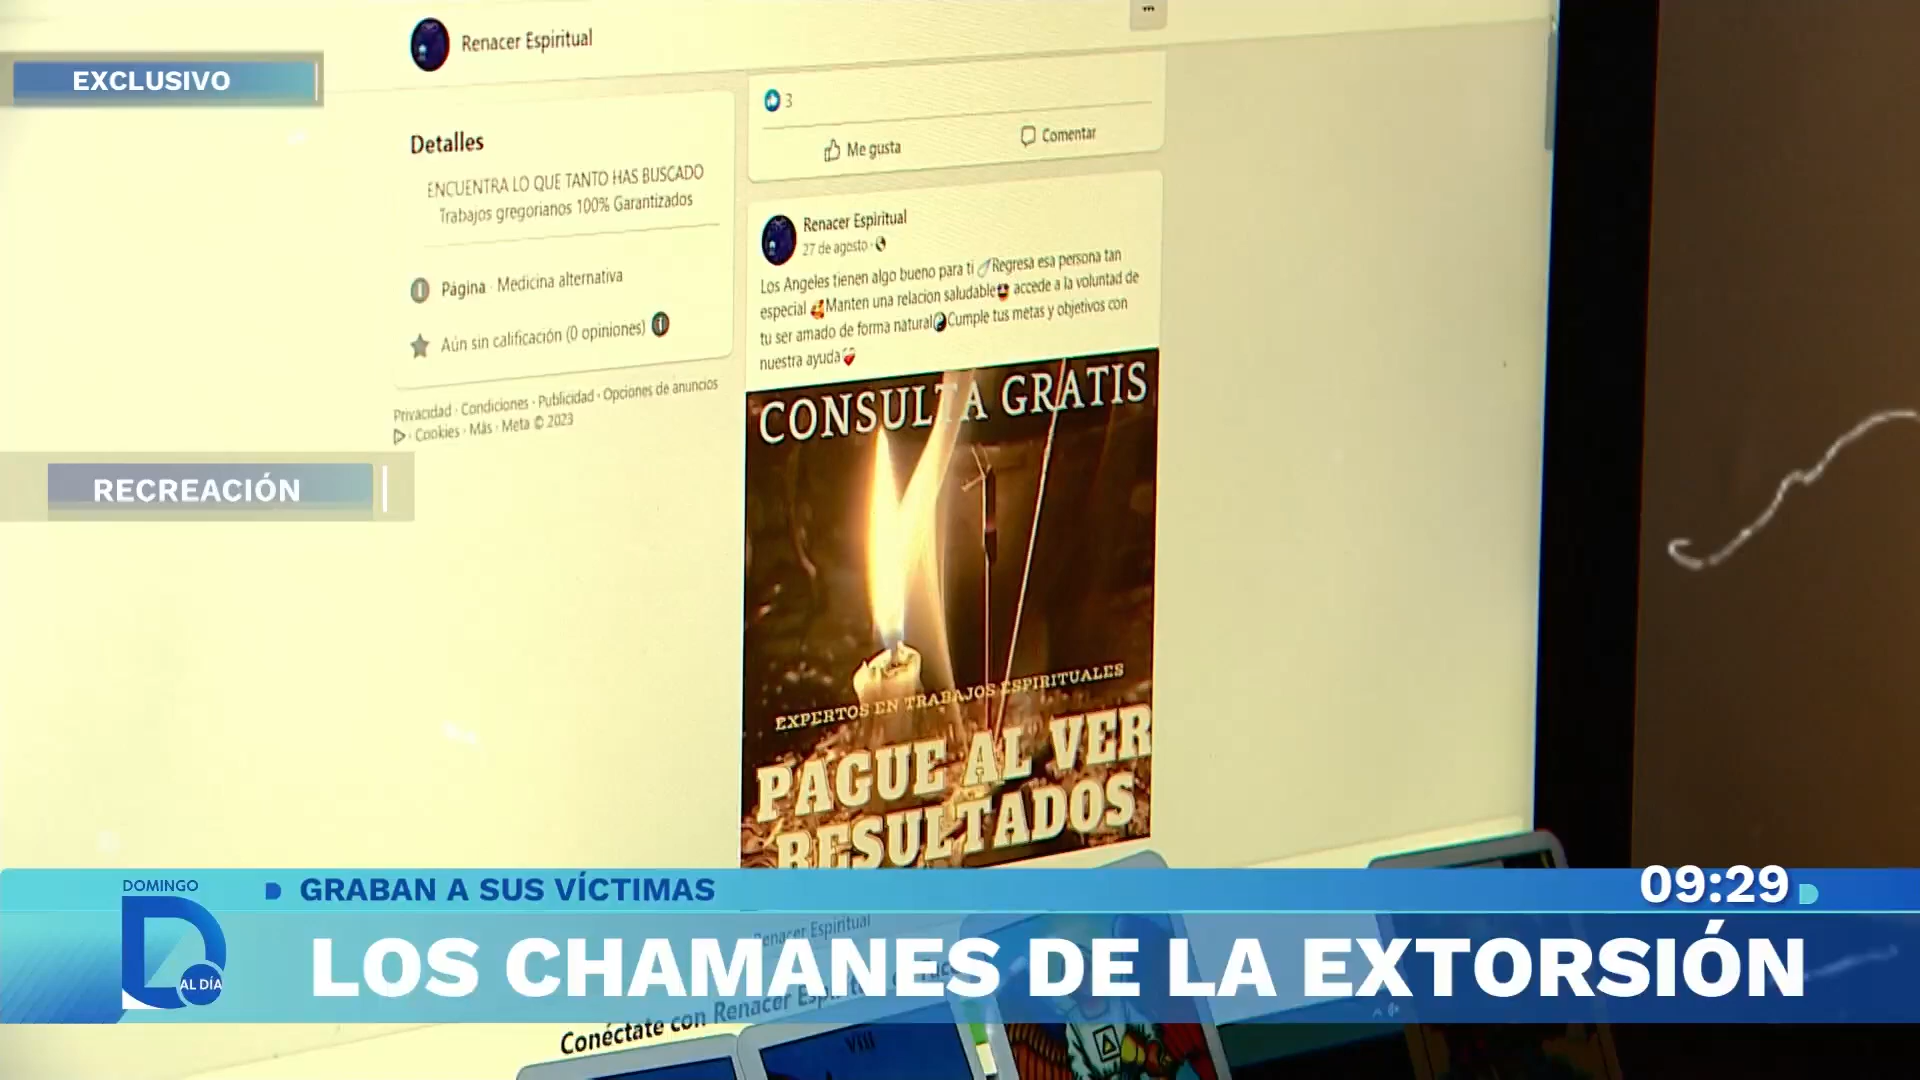 Renacer Espiritual
EXCLUSIVO
3
Me gusta
Comentar
Detalles
ENCUENTRA LO QUE TANTO HAS BUSCADO
Trabajos gregorianos 100% Garantizados
Página · Medicina alternativa
Aún sin calificación (0 opiniones)
Privacidad · Condiciones · Publicidad · Opciones de anuncios
· Cookies · Más · Meta © 2023
Renacer Espiritual
27 de agosto ·
Los Angeles tienen algo bueno para ti Regresa esa persona tan
especial Manten una relacion saludable accede a la voluntad de
tu ser amado de forma natural Cumple tus metas y objetivos con
nuestra ayuda
CONSULTA GRATIS
EXPERTOS EN TRABAJOS ESPIRITUALES
PAGUE AL VER
RESULTADOS
RECREACIÓN
DOMINGO
D
AL DÍA
GRABAN A SUS VÍCTIMAS
09:29
LOS CHAMANES DE LA EXTORSIÓN
Renacer Espiritual
Conéctate con Renacer
VIII